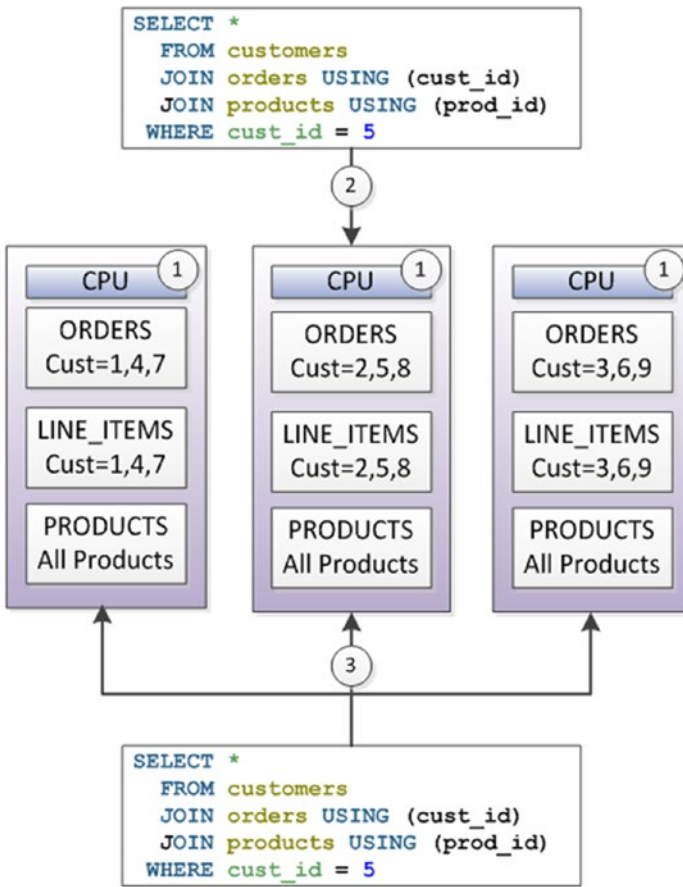 SELECT *
FROM customers
JOIN orders USING (cust_id)
JOIN products USING (prod_id)
WHERE cust_id = 5
2
1
CPU
ORDERS
Cust=1,4,7
LINE_ITEMS
Cust=1,4,7
PRODUCTS
All Products
1
CPU
ORDERS
Cust=2,5,8
LINE_ITEMS
Cust=2,5,8
PRODUCTS
All Products
1
CPU
ORDERS
Cust=3,6,9
LINE_ITEMS
Cust=3,6,9
PRODUCTS
All Products
3
SELECT *
FROM customers
JOIN orders USING (cust_id)
JOIN products USING (prod_id)
WHERE cust_id = 5